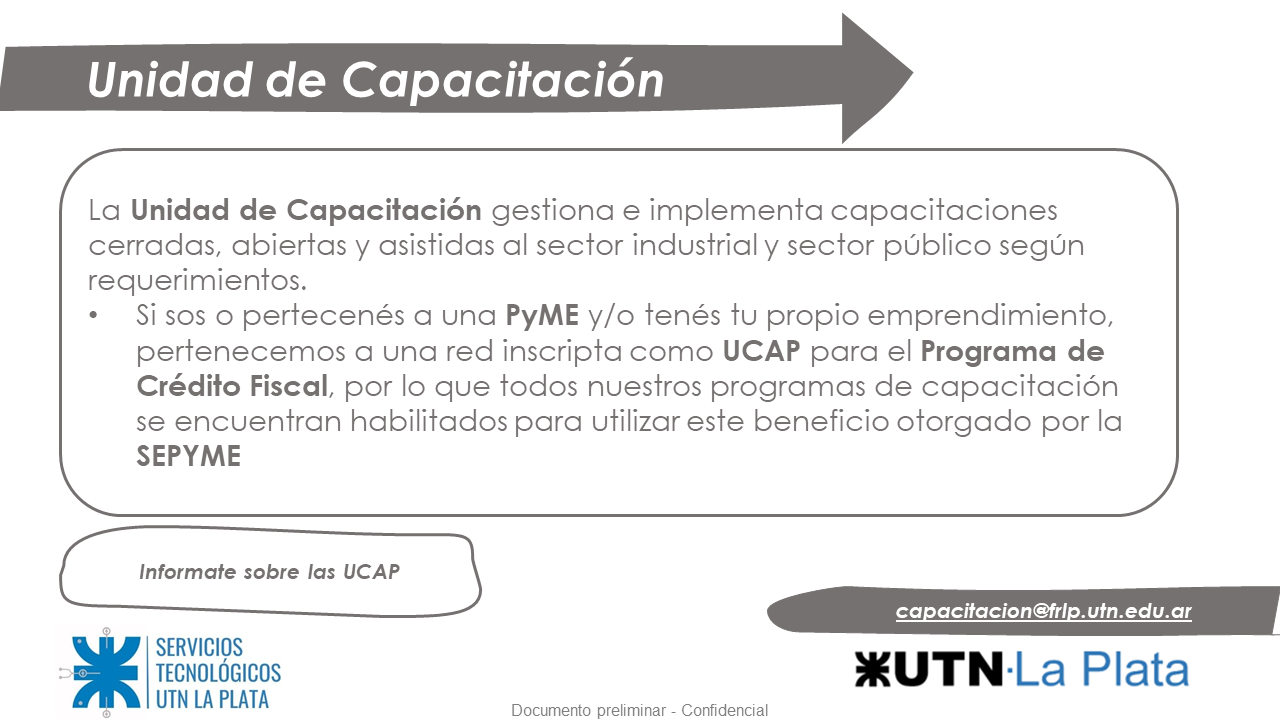 Unidad de Capacitación
La Unidad de Capacitación gestiona e implementa capacitaciones
cerradas, abiertas y asistidas al sector industrial y sector público según
requerimientos.
• Si sos o pertecenés a una PyME y/o tenés tu propio emprendimiento,
pertenecemos a una red inscripta como UCAP para el Programa de
Crédito Fiscal, por lo que todos nuestros programas de capacitación
se encuentran habilitados para utilizar este beneficio otorgado por la
SEPYME
Informate sobre las UCAP
capacitacion@frlp.utn.edu.ar
SERVICIOS
TECNOLÓGICOS
UTN LA PLATA
UTN·La Plata
Documento preliminar - Confidencial